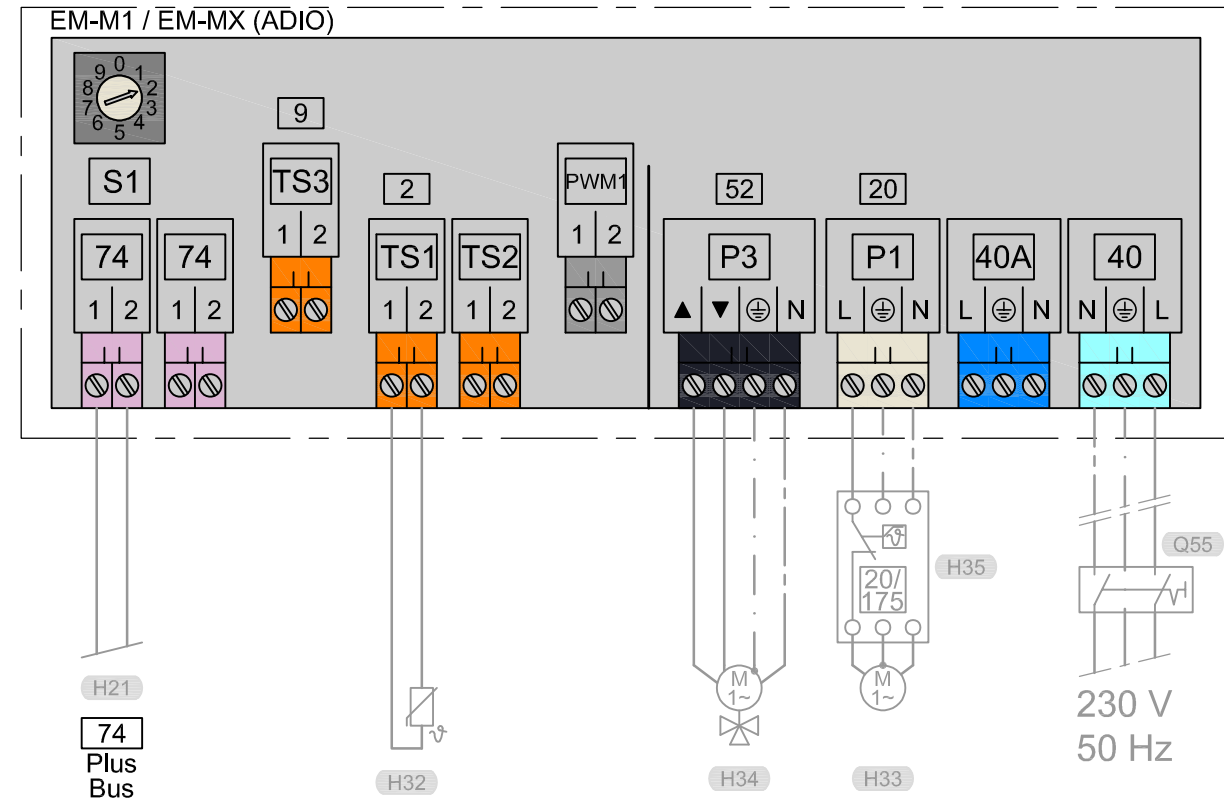 EM-M1 / EM-MX (ADIO)
0 1 2 3 4 5 6 7 8 9
S1
9
2
52
20
74
1 2
74
1 2
TS3
1 2
TS1
1 2
TS2
1 2
PWM1
1 2
P3
▲ ▼ N
P1
L N
40A
L N
40
N L
H21
74
Plus
Bus
ϑ
H32
M
1~
H34
ϑ
20/
175
H35
M
1~
H33
Q55
230 V
50 Hz